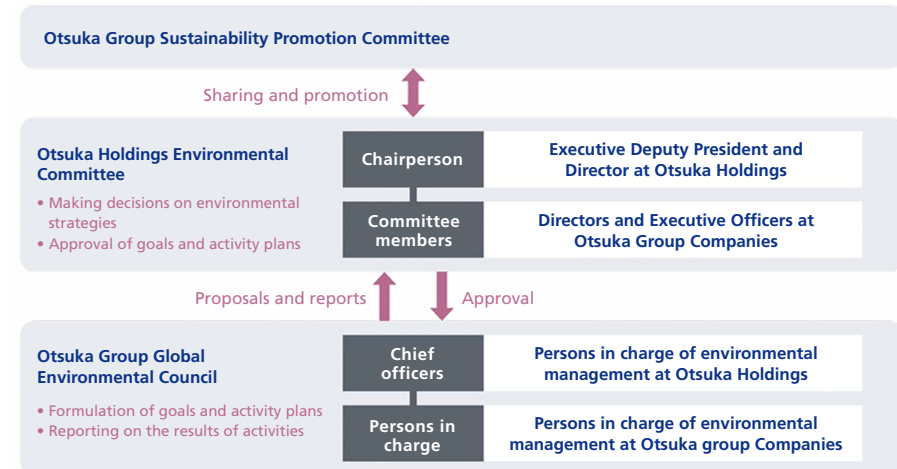 Otsuka Group Sustainability Promotion Committee
Sharing and promotion
Otsuka Holdings Environmental
Committee
• Making decisions on environmental
strategies
• Approval of goals and activity plans
Chairperson
Executive Deputy President and
Director at Otsuka Holdings
Committee
members
Directors and Executive Officers at
Otsuka Group Companies
Proposals and reports
Approval
Otsuka Group Global
Environmental Council
• Formulation of goals and activity plans
• Reporting on the results of activities
Chief
officers
Persons in charge of environmental
management at Otsuka Holdings
Persons in
charge
Persons in charge of environmental
management at Otsuka group Companies